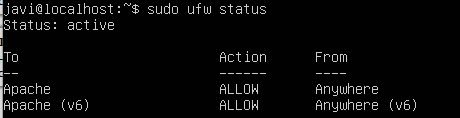 javi@localhost:~$ sudo ufw status
Status: active
To Action From
-- ------ ----
Apache ALLOW Anywhere
Apache (v6) ALLOW Anywhere (v6)